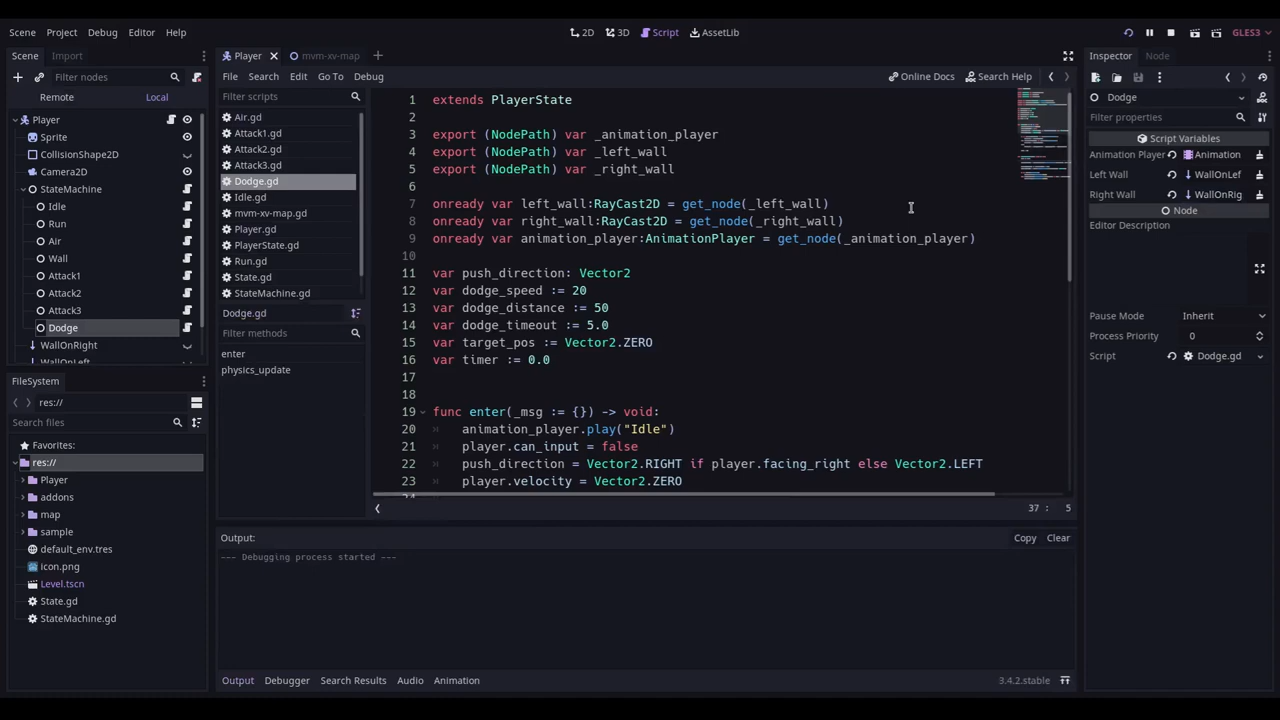 Scene Project Debug Editor Help
2D 3D Script AssetLib
GLES3
Scene Import
Player mvm-xv-map
Inspector Node
Filter nodes
File Search Edit Go To Debug
Online Docs Search Help
Remote Local
Filter scripts
Dodge
Player
Sprite
CollisionShape2D
Camera2D
StateMachine
Idle
Run
Air
Wall
Attack1
Attack2
Attack3
Dodge
WallOnRight
WallOnLeft
Air.gd
Attack1.gd
Attack2.gd
Attack3.gd
Dodge.gd
Idle.gd
mvm-xv-map.gd
Player.gd
PlayerState.gd
Run.gd
State.gd
StateMachine.gd
Dodge.gd
Filter methods
enter
physics_update
1 extends PlayerState
2
3 export (NodePath) var _animation_player
4 export (NodePath) var _left_wall
5 export (NodePath) var _right_wall
6
7 onready var left_wall:RayCast2D = get_node(_left_wall)
8 onready var right_wall:RayCast2D = get_node(_right_wall)
9 onready var animation_player:AnimationPlayer = get_node(_animation_player)
10
11 var push_direction: Vector2
12 var dodge_speed := 20
13 var dodge_distance := 50
14 var dodge_timeout := 5.0
15 var target_pos := Vector2.ZERO
16 var timer := 0.0
17
18
19 func enter(_msg := {}) -> void:
20 animation_player.play("Idle")
21 player.can_input = false
22 push_direction = Vector2.RIGHT if player.facing_right else Vector2.LEFT
23 player.velocity = Vector2.ZERO
24
37 : 5
Filter properties
Script Variables
Animation Player Animation
Left Wall WallOnLef
Right Wall WallOnRig
Node
Editor Description
Pause Mode Inherit
Process Priority 0
Script Dodge.gd
FileSystem
res://
Search files
Favorites:
res://
Player
addons
map
sample
default_env.tres
icon.png
Level.tscn
State.gd
StateMachine.gd
Output: Copy Clear
--- Debugging process started ---
Output Debugger Search Results Audio Animation
3.4.2.stable